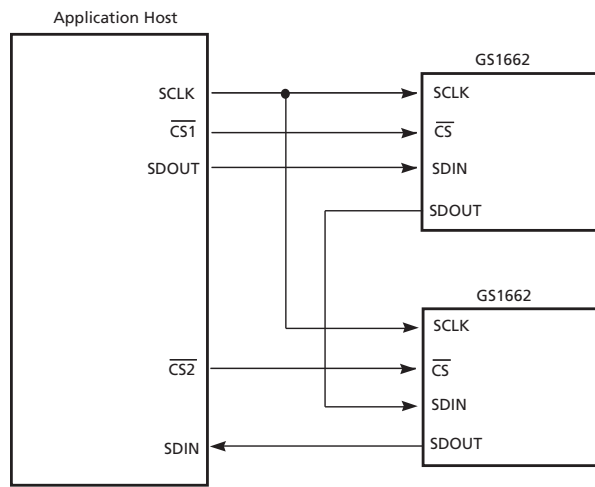 Application Host
SCLK
CS1
SDOUT
CS2
SDIN
GS1662
SCLK
CS
SDIN
SDOUT
GS1662
SCLK
CS
SDIN
SDOUT